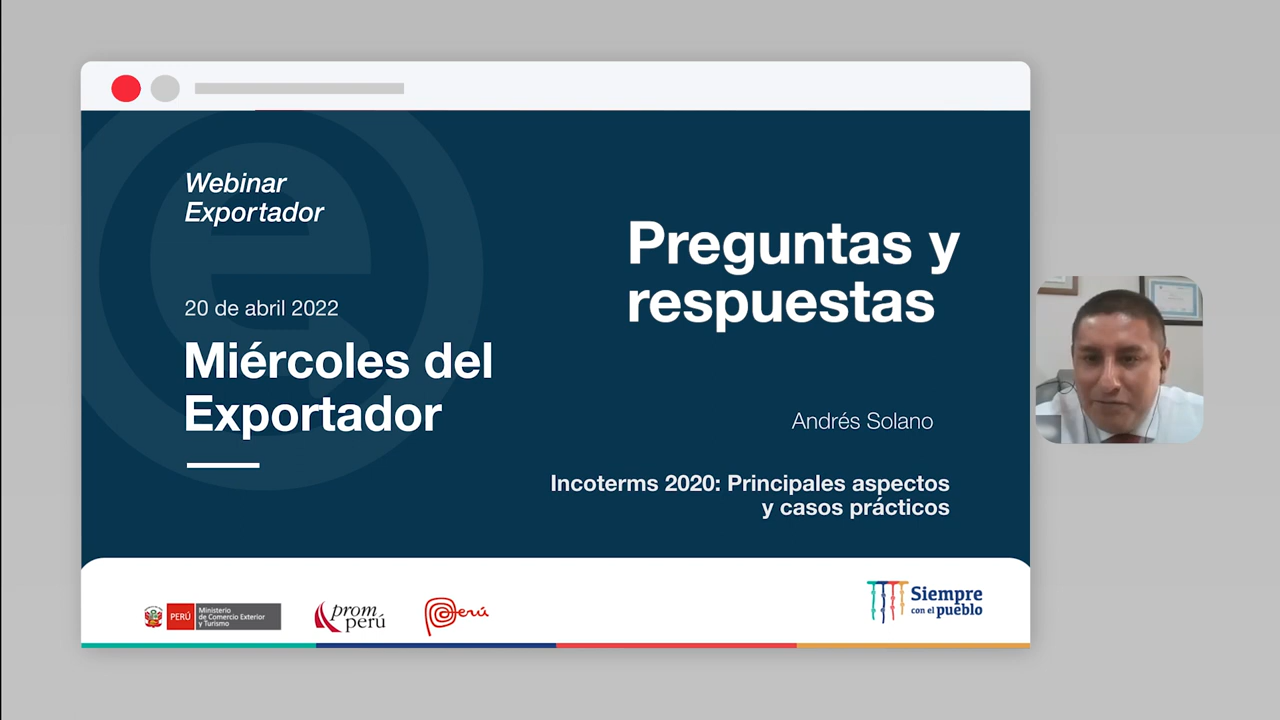 Webinar
Exportador
20 de abril 2022
Miércoles del
Exportador
Preguntas y
respuestas
Andrés Solano
Incoterms 2020: Principales aspectos
y casos prácticos
PERÚ
Ministerio
de Comercio Exterior
y Turismo
prom
perú
Perú
Siempre
con el pueblo